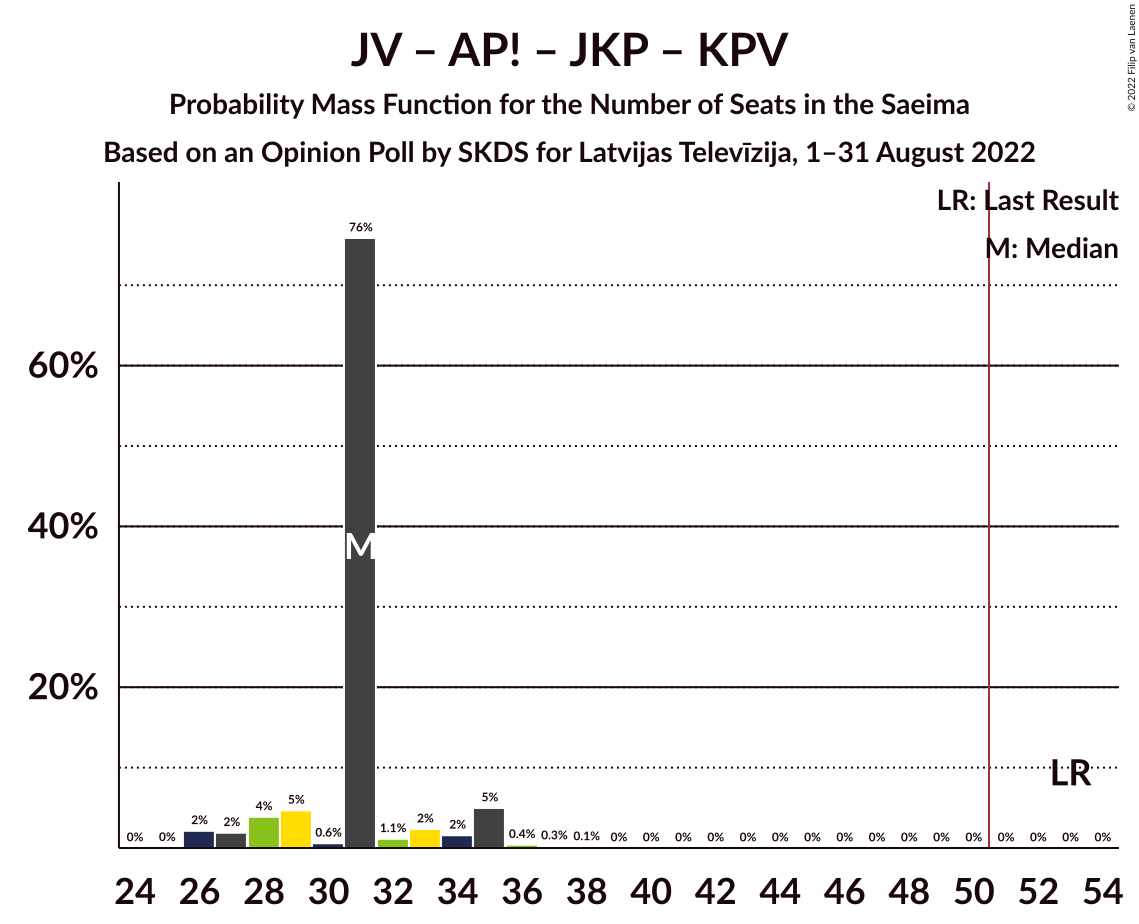 JV – AP! – JKP – KPV
Probability Mass Function for the Number of Seats in the Saeima
Based on an Opinion Poll by SKDS for Latvijas Televīzija, 1–31 August 2022
© 2022 Filip van Laenen
LR: Last Result
M: Median
60%
40%
20%
0% 0% 2% 2% 4% 5% 0.6% 76% 1.1% 2% 2% 5% 0.4% 0.3% 0.1% 0% 0% 0% 0% 0% 0% 0% 0% 0% 0% 0% 0% 0% 0% 0% 0%
M
LR
24 26 28 30 32 34 36 38 40 42 44 46 48 50 52 54